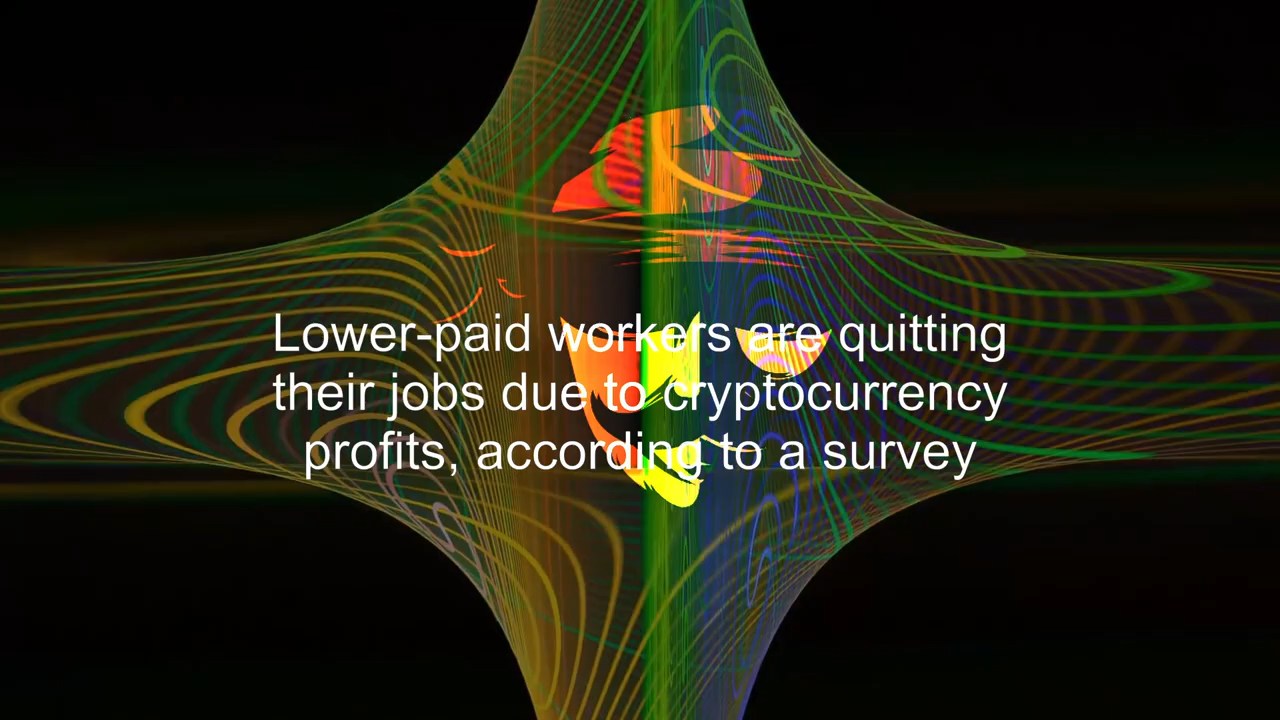 Lower-paid workers are quitting
their jobs due to cryptocurrency
profits, according to a survey